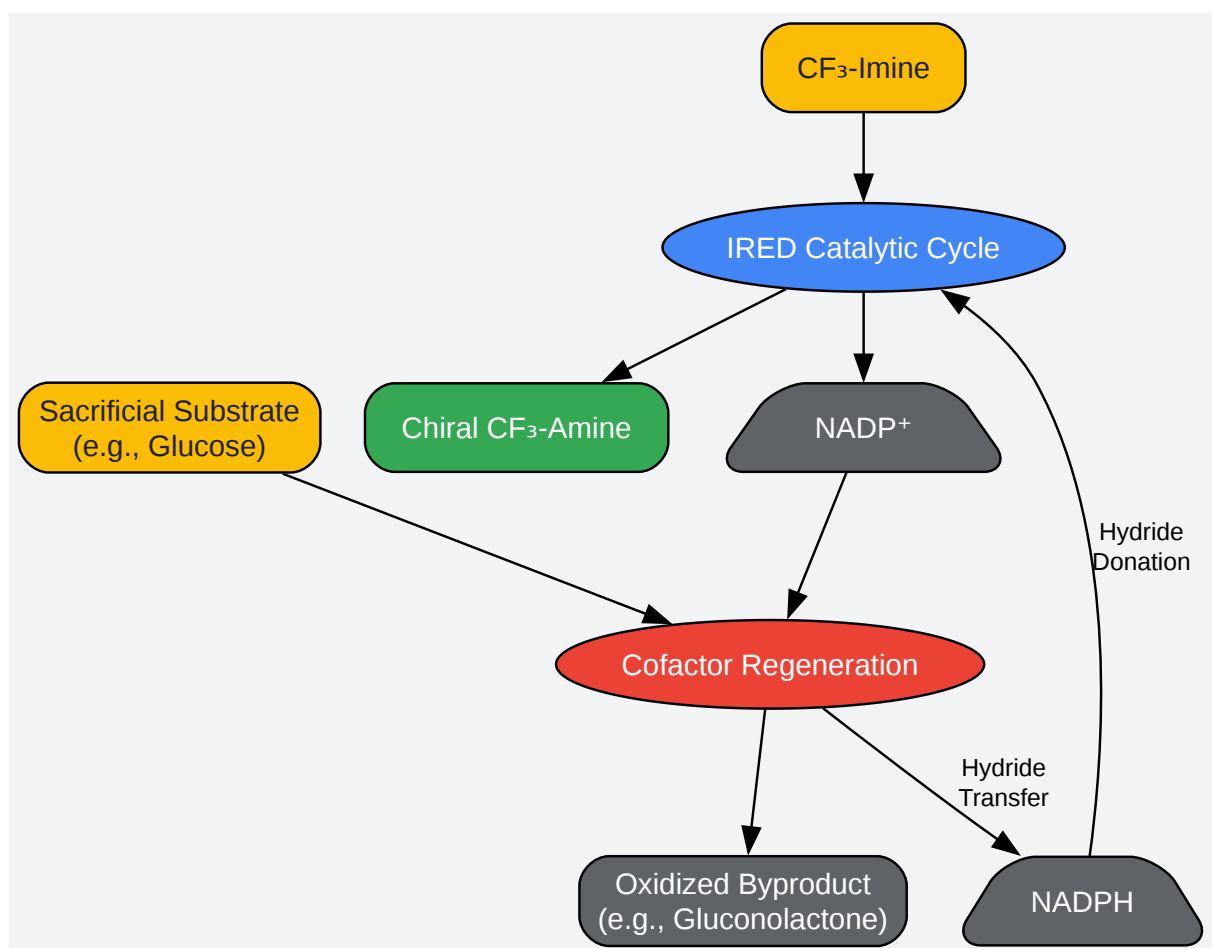 CF₃-Imine
IRED Catalytic Cycle
Sacrificial Substrate
(e.g., Glucose)
Chiral CF₃-Amine
NADP⁺
Hydride
Donation
Cofactor Regeneration
Hydride
Transfer
Oxidized Byproduct
(e.g., Gluconolactone)
NADPH